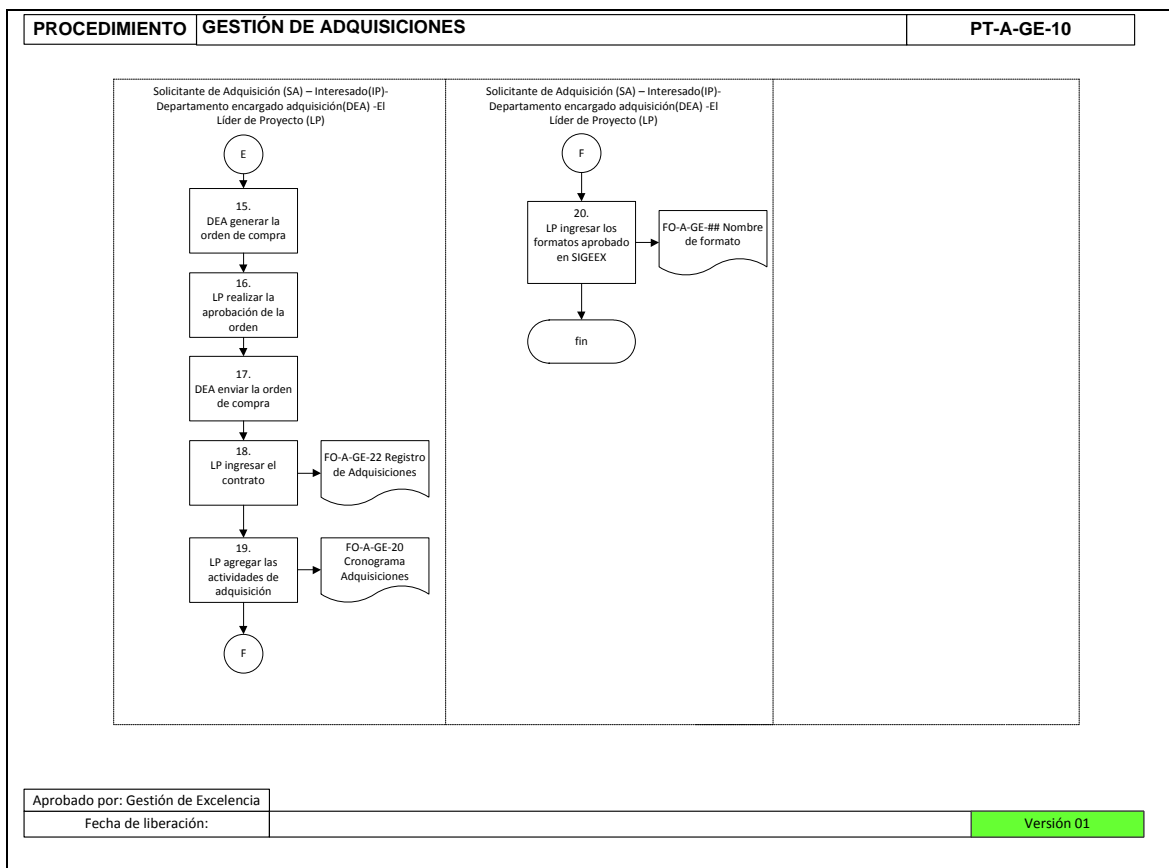 PROCEDIMIENTO GESTIÓN DE ADQUISICIONES PT-A-GE-10
Solicitante de Adquisición (SA) – Interesado(IP)-
Departamento encargado adquisición(DEA) -El
Líder de Proyecto (LP)
E
15.
DEA generar la
orden de compra
16.
LP realizar la
aprobación de la
orden
17.
DEA enviar la orden
de compra
18.
LP ingresar el
contrato
FO-A-GE-22 Registro
de Adquisiciones
19.
LP agregar las
actividades de
adquisición
FO-A-GE-20
Cronograma
Adquisiciones
F
Solicitante de Adquisición (SA) – Interesado(IP)-
Departamento encargado adquisición(DEA) -El
Líder de Proyecto (LP)
F
20.
LP ingresar los
formatos aprobado
en SIGEEX
FO-A-GE-## Nombre
de formato
fin
Aprobado por: Gestión de Excelencia
Fecha de liberación:
Versión 01